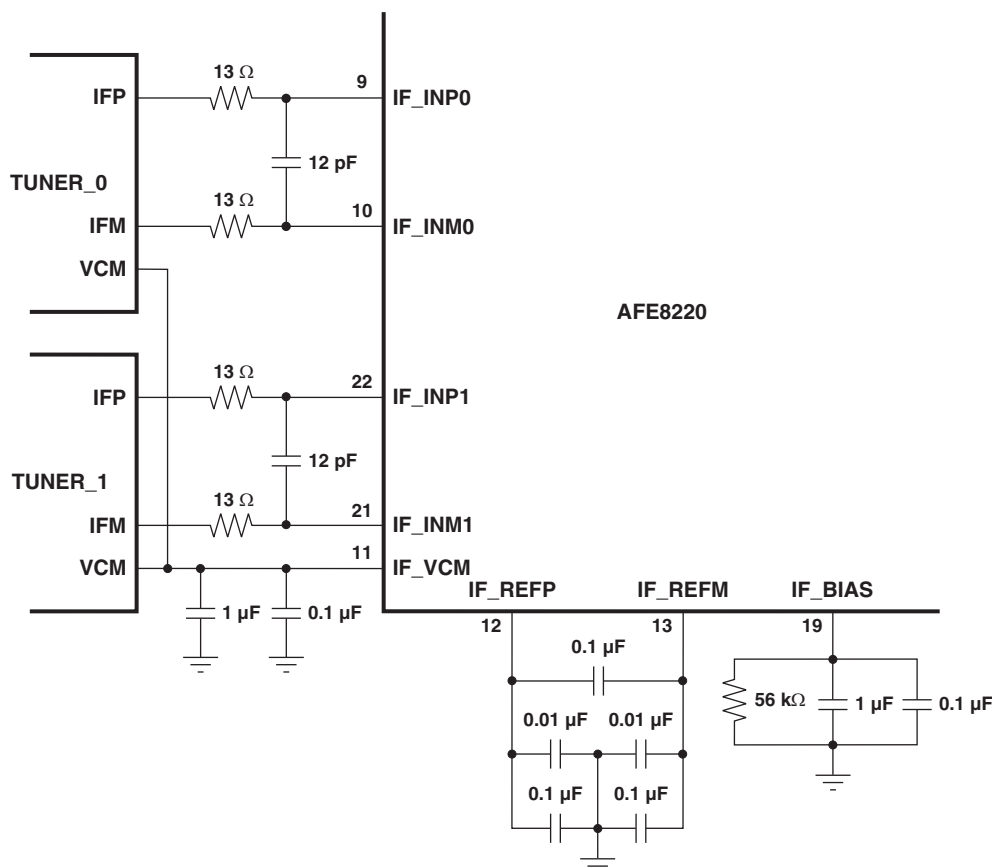 13 Ω
9
IFP
IF_INP0
12 pF
TUNER_0
13 Ω
10
IFM
IF_INM0
VCM
AFE8220
13 Ω
22
IFP
IF_INP1
12 pF
TUNER_1
13 Ω
21
IFM
IF_INM1
11
VCM
IF_VCM
IF_REFP
IF_REFM
IF_BIAS
1 µF
0.1 µF
12
13
19
0.1 µF
56 kΩ
1 µF
0.1 µF
0.01 µF
0.01 µF
0.1 µF
0.1 µF